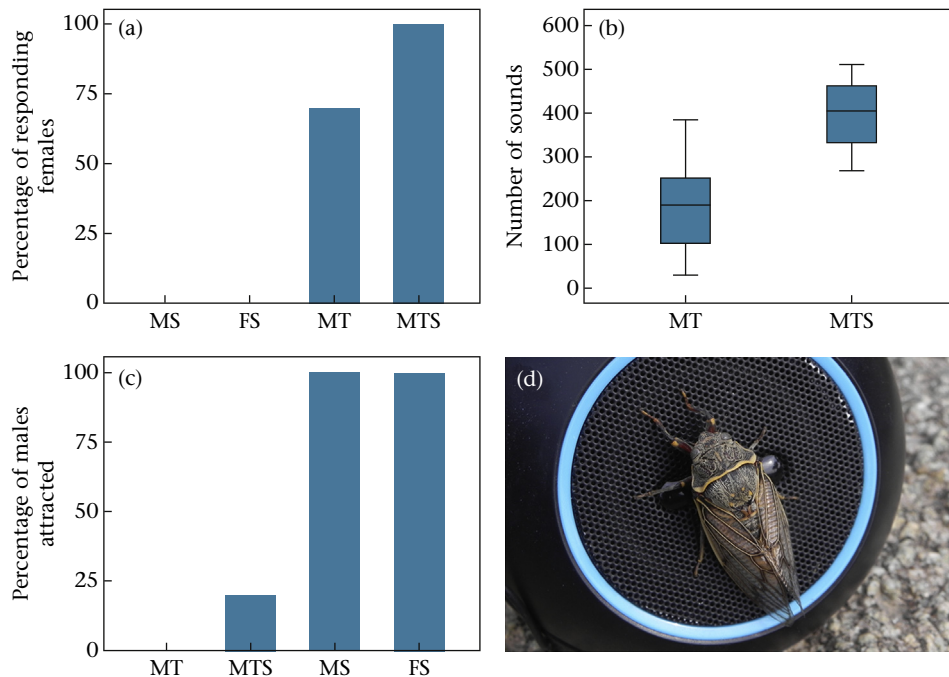 (a)
Percentage of responding
females
100
75
50
25
0
MS FS MT MTS
(b)
Number of sounds
600
500
400
300
200
100
0
MT MTS
(c)
Percentage of males
attracted
100
75
50
25
0
MT MTS MS FS
(d)